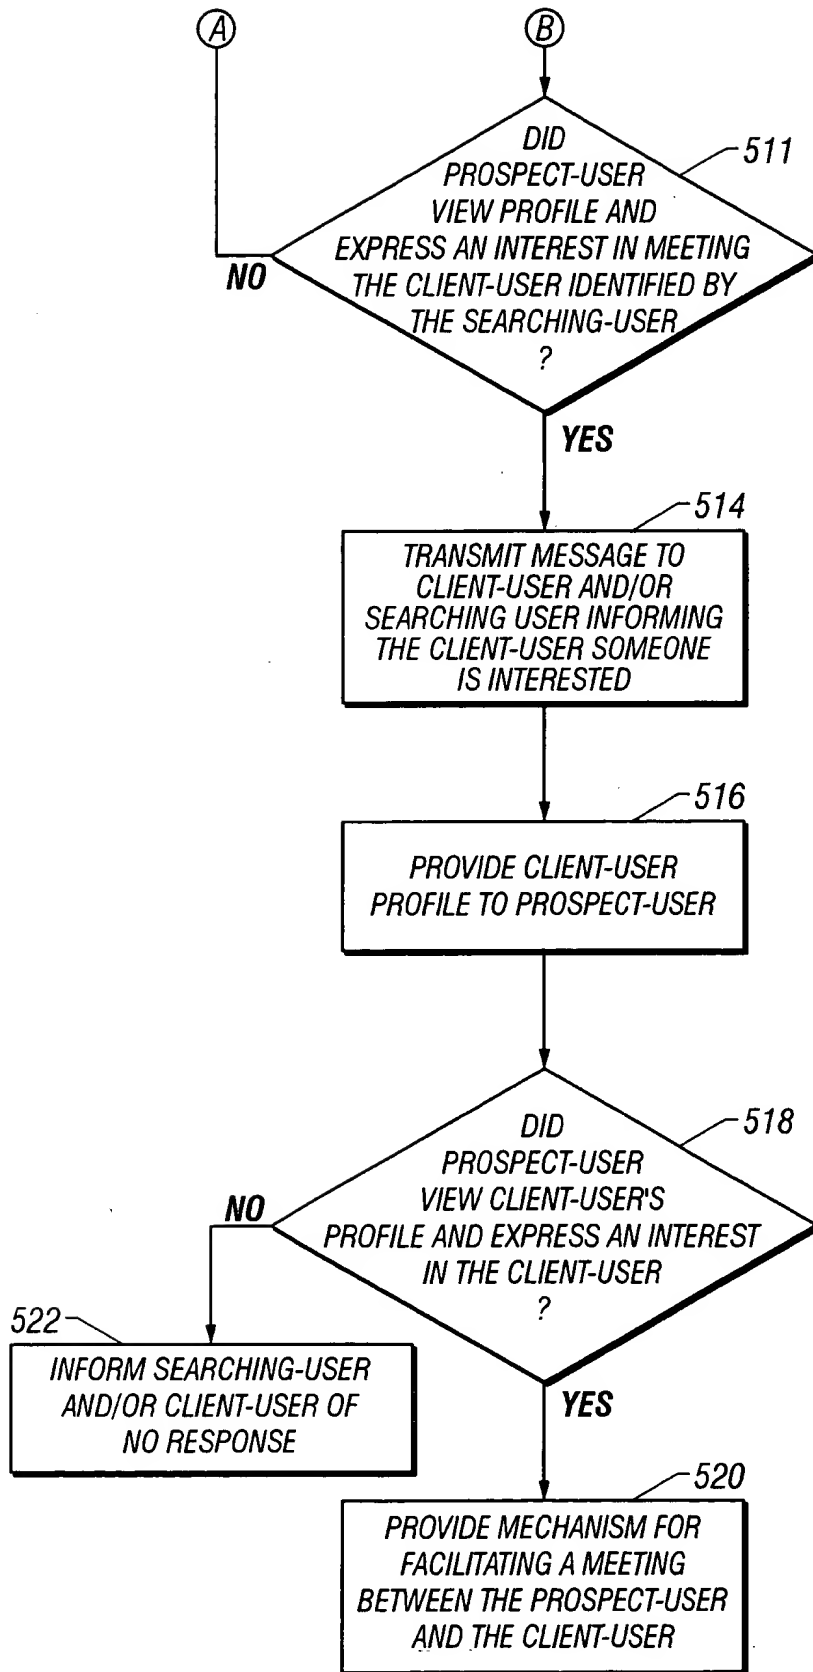 A
B
DID
PROSPECT-USER
VIEW PROFILE AND
EXPRESS AN INTEREST IN MEETING
THE CLIENT-USER IDENTIFIED BY
THE SEARCHING-USER
?
511
NO
YES
514
TRANSMIT MESSAGE TO
CLIENT-USER AND/OR
SEARCHING USER INFORMING
THE CLIENT-USER SOMEONE
IS INTERESTED
516
PROVIDE CLIENT-USER
PROFILE TO PROSPECT-USER
518
DID
PROSPECT-USER
VIEW CLIENT-USER'S
PROFILE AND EXPRESS AN INTEREST
IN THE CLIENT-USER
?
NO
522
INFORM SEARCHING-USER
AND/OR CLIENT-USER OF
NO RESPONSE
YES
520
PROVIDE MECHANISM FOR
FACILITATING A MEETING
BETWEEN THE PROSPECT-USER
AND THE CLIENT-USER